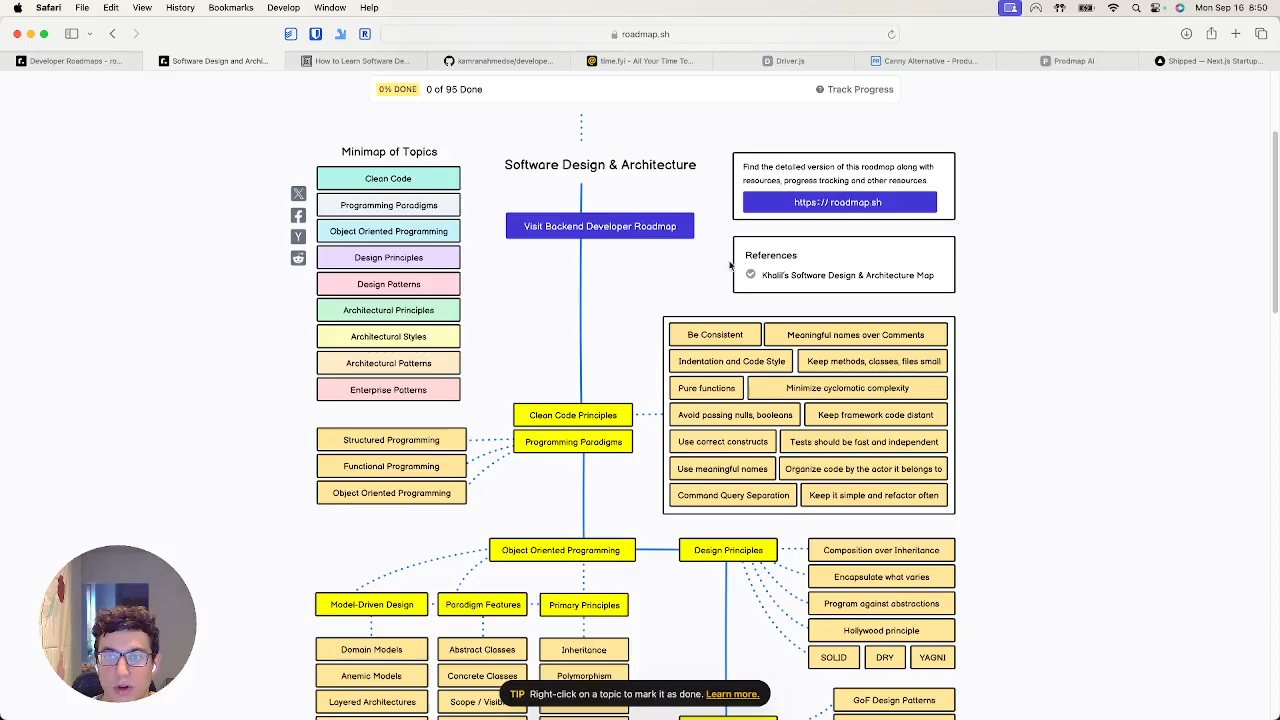 Safari File Edit View History Bookmarks Develop Window Help
Mon Sep 16 8:50
roadmap.sh
Developer Roadmaps - ro...
Software Design and Archi...
How to Learn Software De...
kamranahmedse/develope...
time.fyi - All Your Time To...
Driver.js
Canny Alternative - Produ...
Prodmap AI
Shipped — Next.js Startup...
0% DONE 0 of 95 Done
Track Progress
Minimap of Topics
Clean Code
Programming Paradigms
Object Oriented Programming
Design Principles
Design Patterns
Architectural Principles
Architectural Styles
Architectural Patterns
Enterprise Patterns
Software Design & Architecture
Visit Backend Developer Roadmap
Find the detailed version of this roadmap along with
resources, progress tracking and other resources.
https://roadmap.sh
References
Khalil's Software Design & Architecture Map
Be Consistent
Meaningful names over Comments
Indentation and Code Style
Keep methods, classes, files small
Pure functions
Minimize cyclomatic complexity
Avoid passing nulls, booleans
Keep framework code distant
Use correct constructs
Tests should be fast and independent
Use meaningful names
Organize code by the actor it belongs to
Command Query Separation
Keep it simple and refactor often
Clean Code Principles
Programming Paradigms
Structured Programming
Functional Programming
Object Oriented Programming
Object Oriented Programming
Design Principles
Composition over Inheritance
Encapsulate what varies
Program against abstractions
Hollywood principle
SOLID
DRY
YAGNI
Model-Driven Design
Paradigm Features
Primary Principles
Domain Models
Abstract Classes
Inheritance
Anemic Models
Concrete Classes
Polymorphism
Layered Architectures
Scope /
GoF Design Patterns
TIP Right-click on a topic to mark it as done. Learn more.